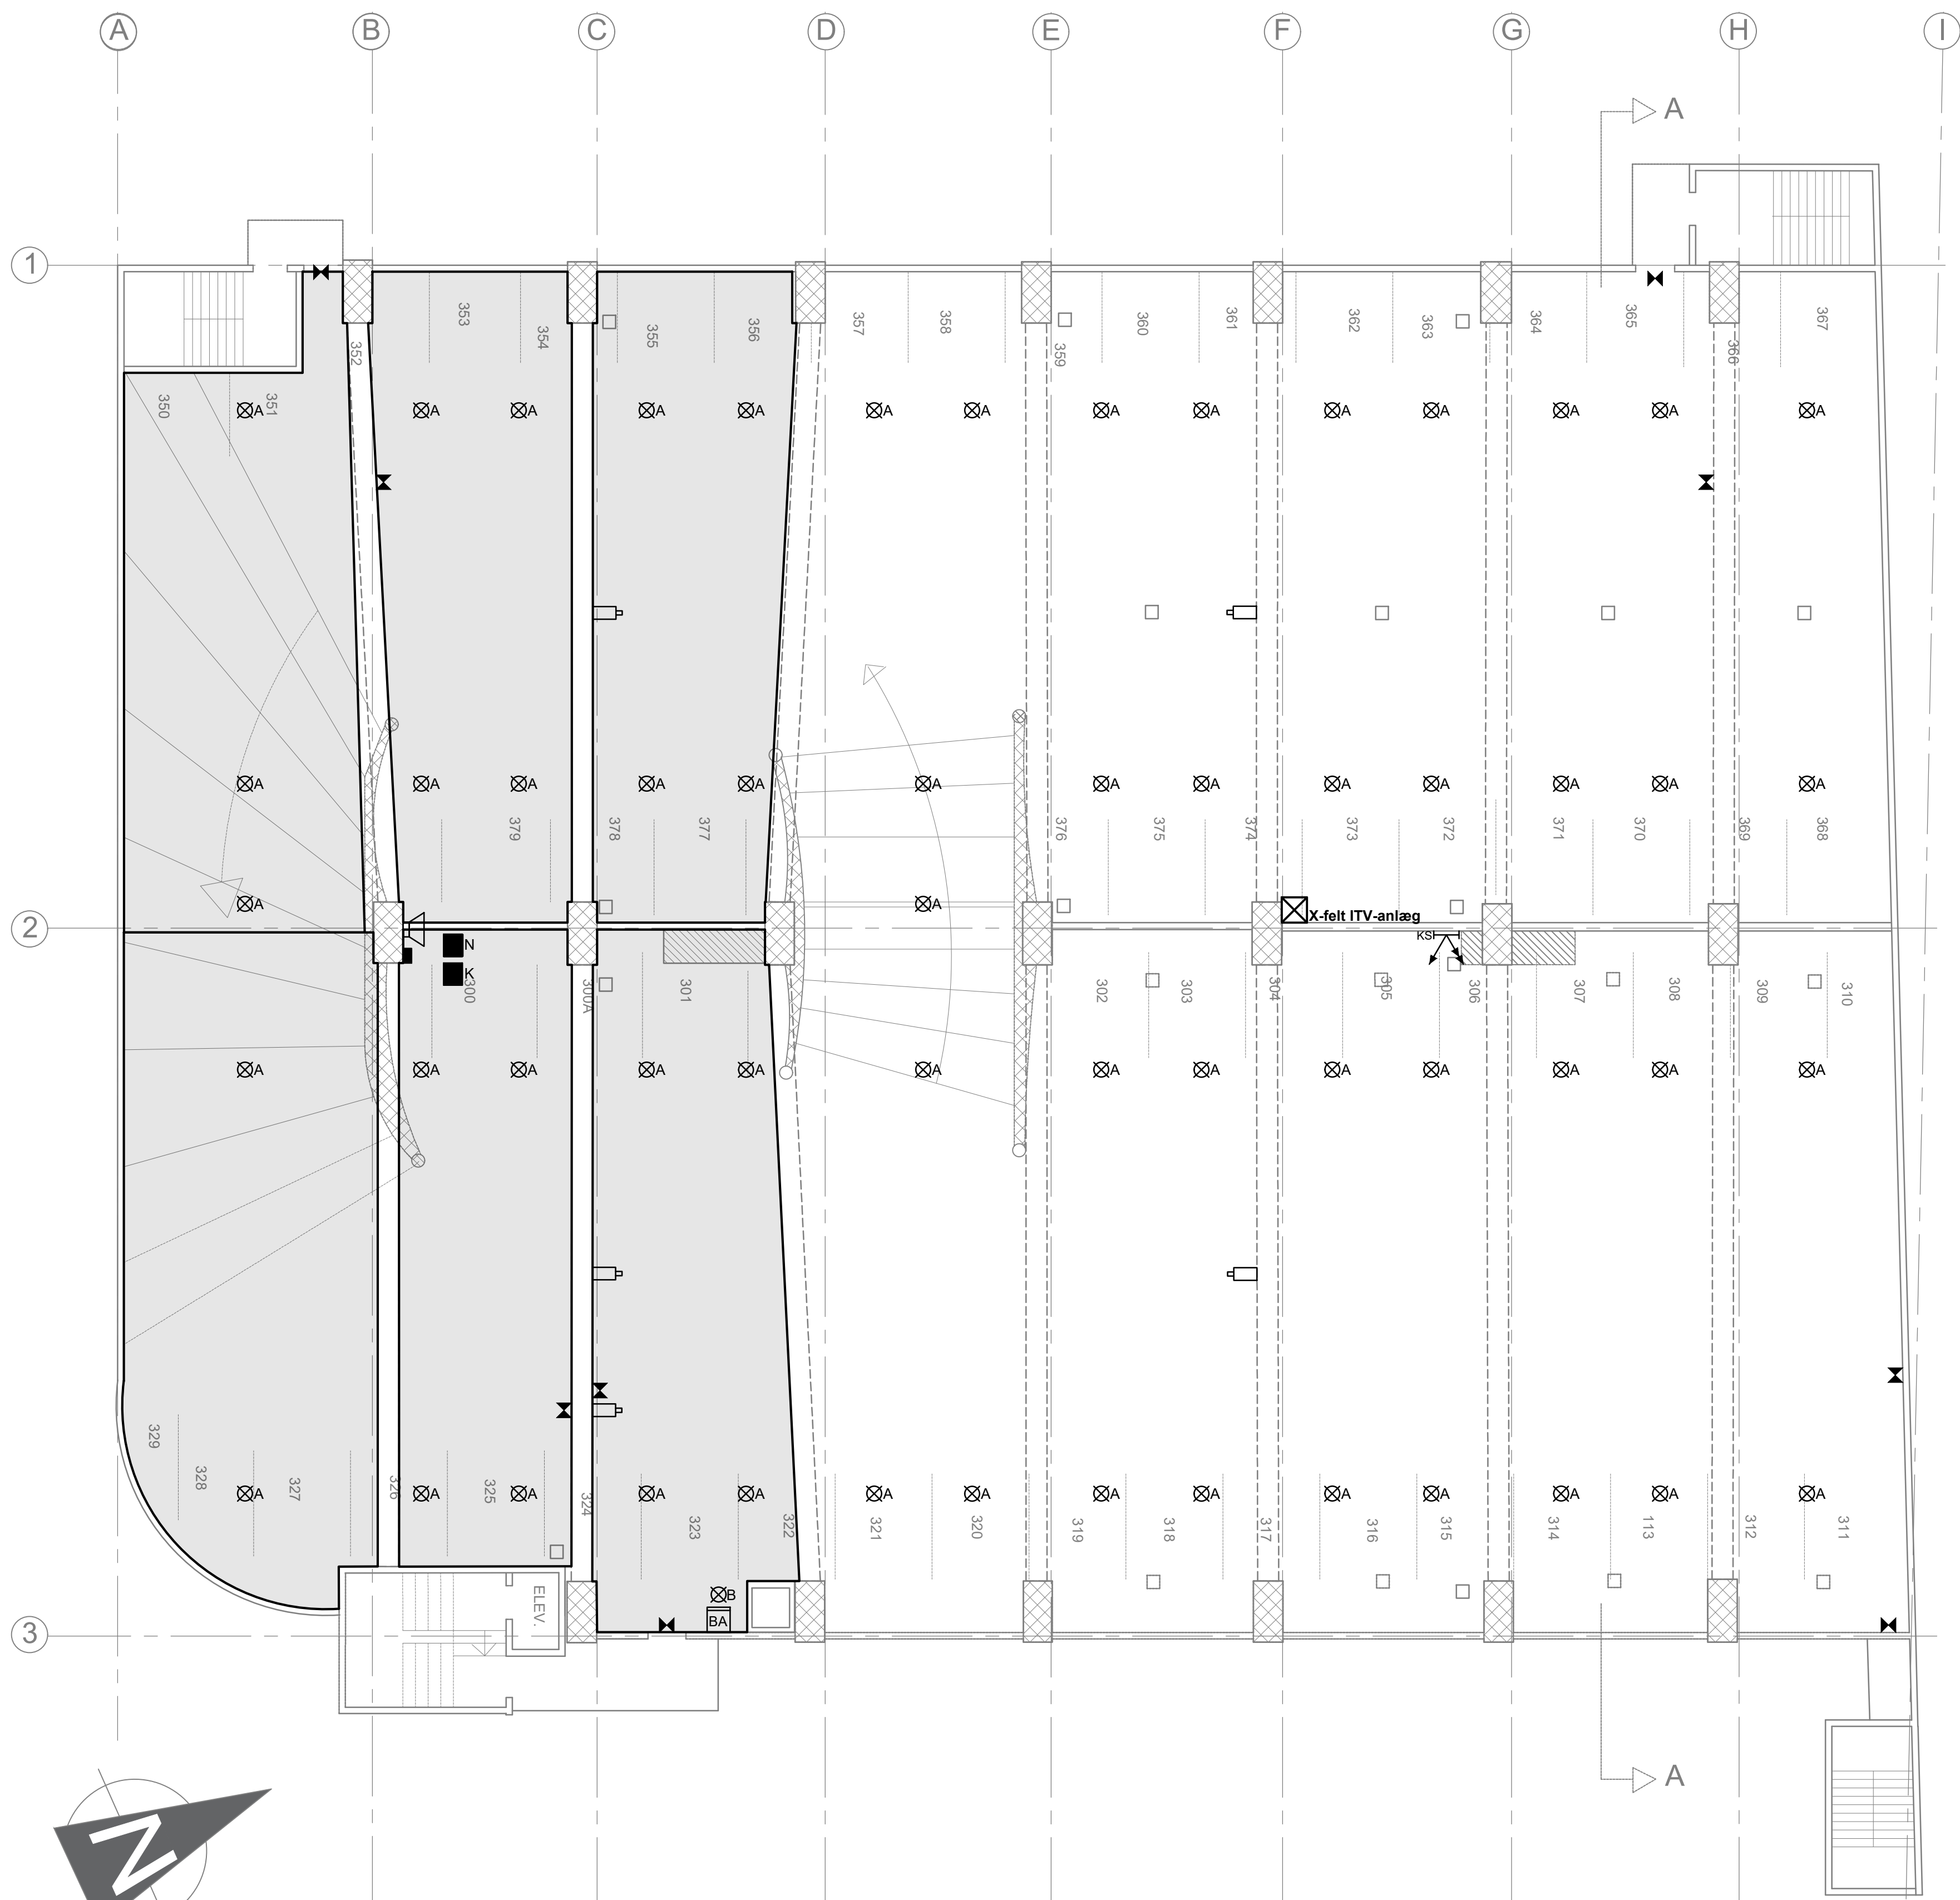 A B C D E F G H I
A
1
353 354 355 356 357 358 360 361 362 363 364 365 367
352 359 366
350 351
A A A A A A A A A A A A A A
A A A A A A A A A A A A A
379 378 377 376 375 374 373 372 371 370 369 368
A A
2
X-felt ITV-anlæg
KS
N
K
300 300A 301 302 303 304 305 306 307 308 309 310
A A A A A A A A A A A A A
329 328 327 326 325 324
A A A A A A A A A A A A A A
323 322 321 320 319 318 317 316 315 314 113 312 311
ELEV.
B
BA
3
A
N